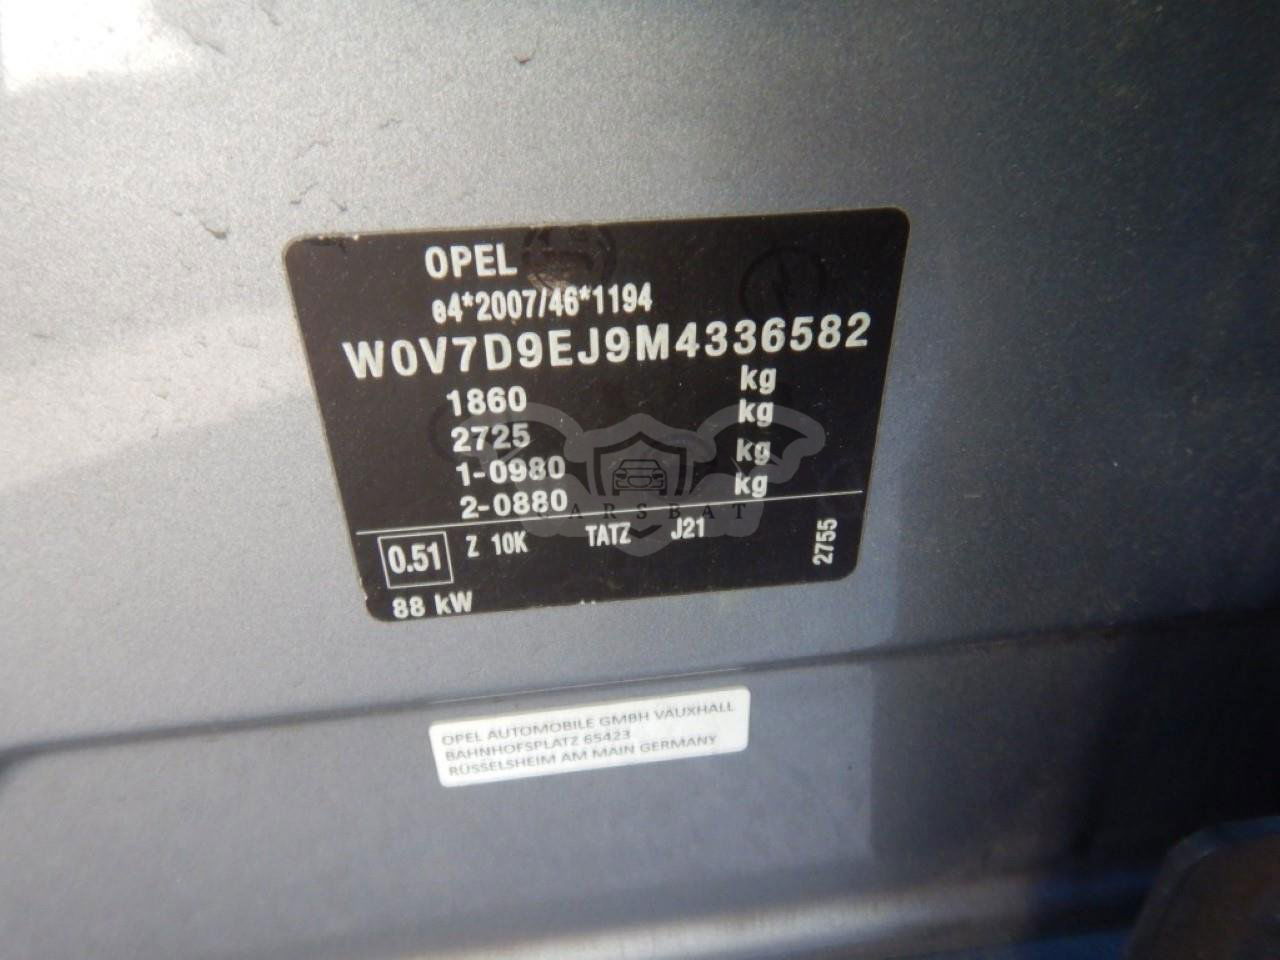 OPEL
e4*2007/46*1194
W0V7D9EJ9M4336582
1860 kg
2725 kg
1-0980 kg
2-0880 kg
CARSBAT
0.51 Z 10K TATZ J21 2755
88 kW
OPEL AUTOMOBILE GMBH VAUXHALL
BAHNHOFSPLATZ 65423
RÜSSELSHEIM AM MAIN GERMANY